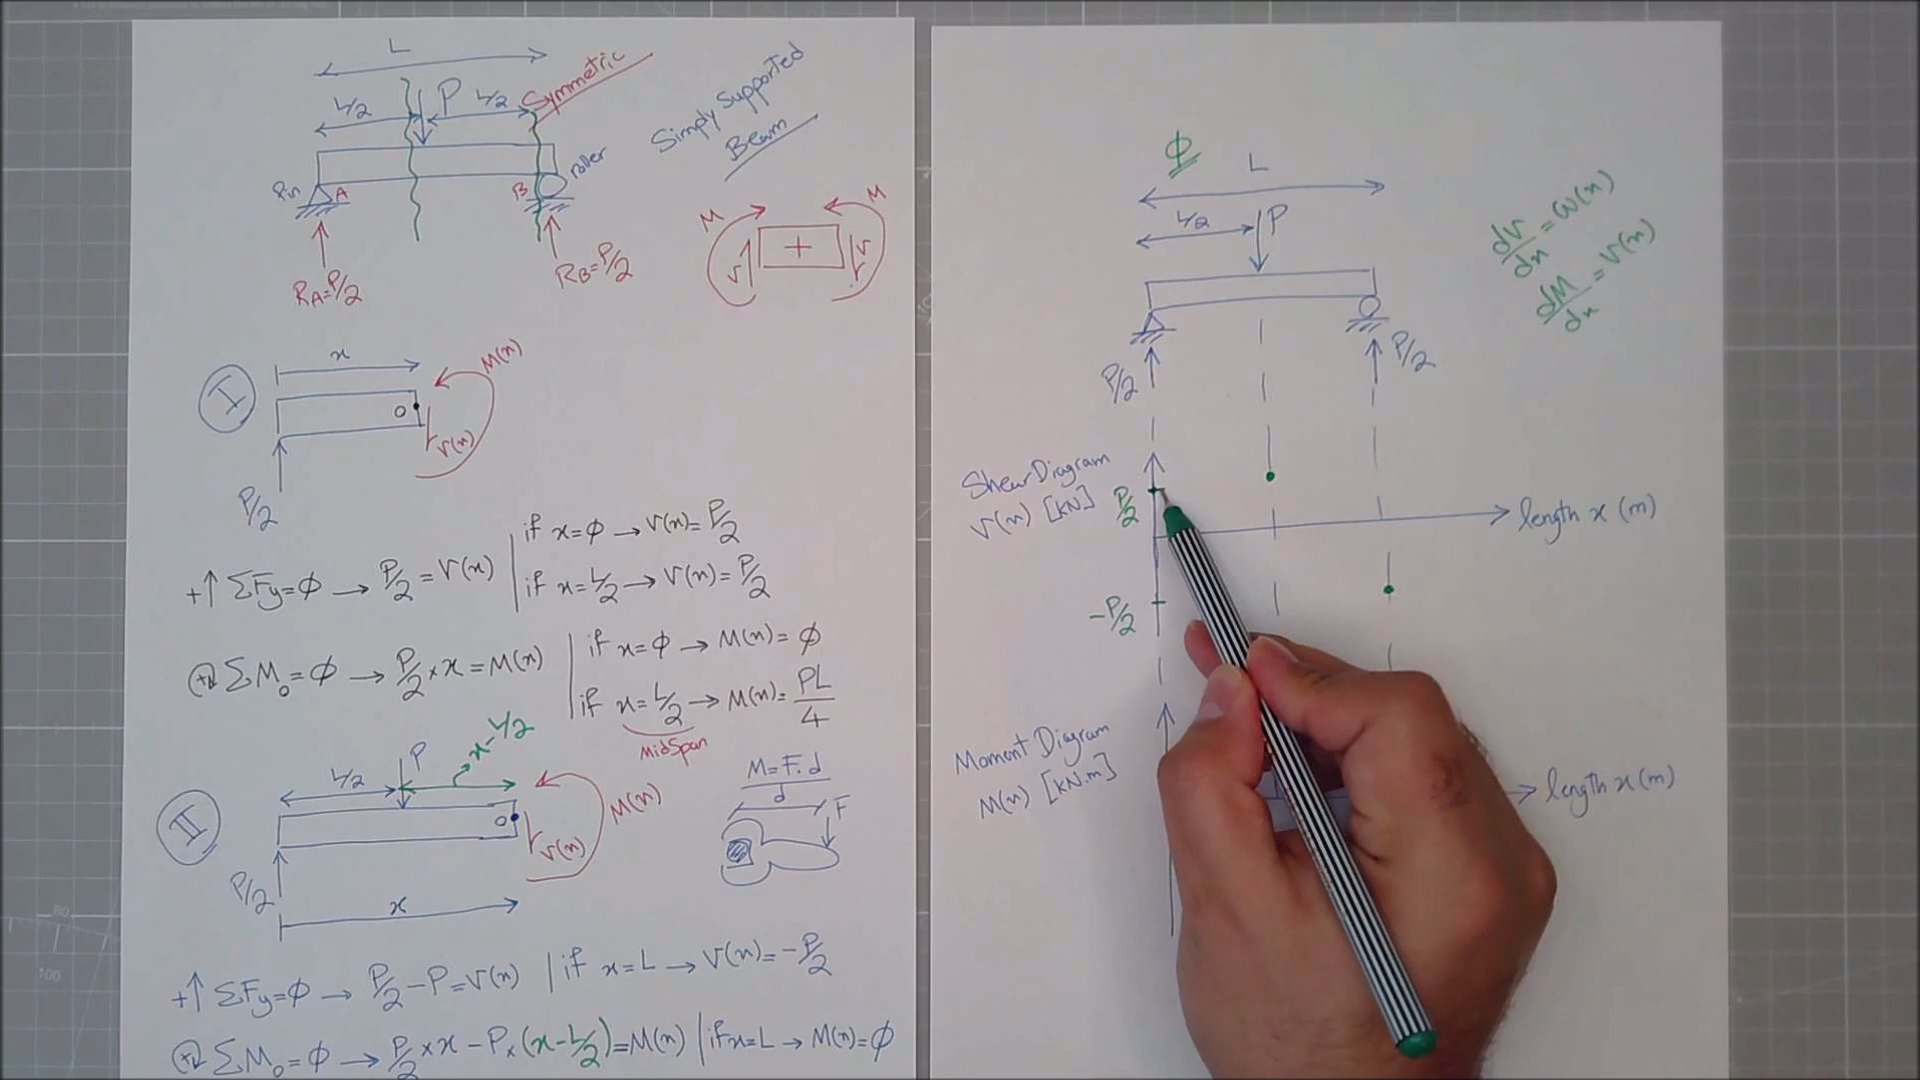 L
L/2
P
L/2
Symmetric
Simply Supported
Beam
Pin
A
B
roller
RA=P/2
RB=P/2
M
M
V
+
V
I
x
M(x)
O
V(x)
P/2
+↑ ΣFy=ϕ → P/2 = V(x)
if x=ϕ → V(x)=P/2
if x=L/2 → V(x)=P/2
ΣMo=ϕ → P/2 × x = M(x)
if x=ϕ → M(x)=ϕ
if x=L/2 → M(x)=PL/4
MidSpan
II
L/2
P
x-L/2
M(x)
O
V(x)
P/2
x
M=F.d
d
F
+↑ ΣFy=ϕ → P/2 - P = V(x) | if x=L → V(x)=-P/2
ΣMo=ϕ → P/2 × x - P×(x-L/2)=M(x) | if x=L → M(x)=ϕ
ϕ
L
L/2
P
dV/dx = ω(x)
dM/dx = V(x)
P/2
P/2
Shear Diagram
V(x) [kN]
P/2
length x (m)
-P/2
Moment Diagram
M(x) [kN.m]
length x (m)
80
100